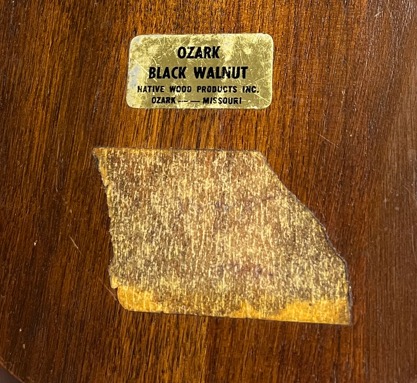 OZARK
BLACK WALNUT
NATIVE WOOD PRODUCTS INC.
OZARK — — MISSOURI